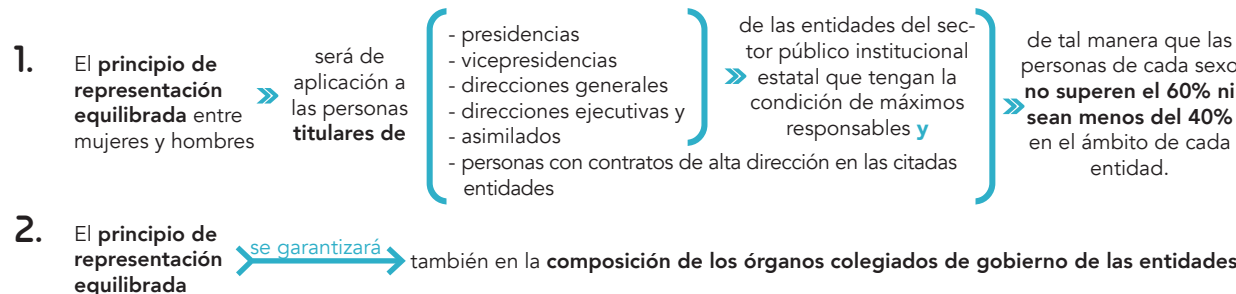 1.
El principio de
representación
equilibrada entre
mujeres y hombres
será de
aplicación a
las personas
titulares de
- presidencias
- vicepresidencias
- direcciones generales
- direcciones ejecutivas y
- asimilados
- personas con contratos de alta dirección en las citadas
entidades
de las entidades del sec-
tor público institucional
estatal que tengan la
condición de máximos
responsables y
de tal manera que las
personas de cada sexo
no superen el 60% ni
sean menos del 40%
en el ámbito de cada
entidad.
2.
El principio de
representación
equilibrada
se garantizará
también en la composición de los órganos colegiados de gobierno de las entidades